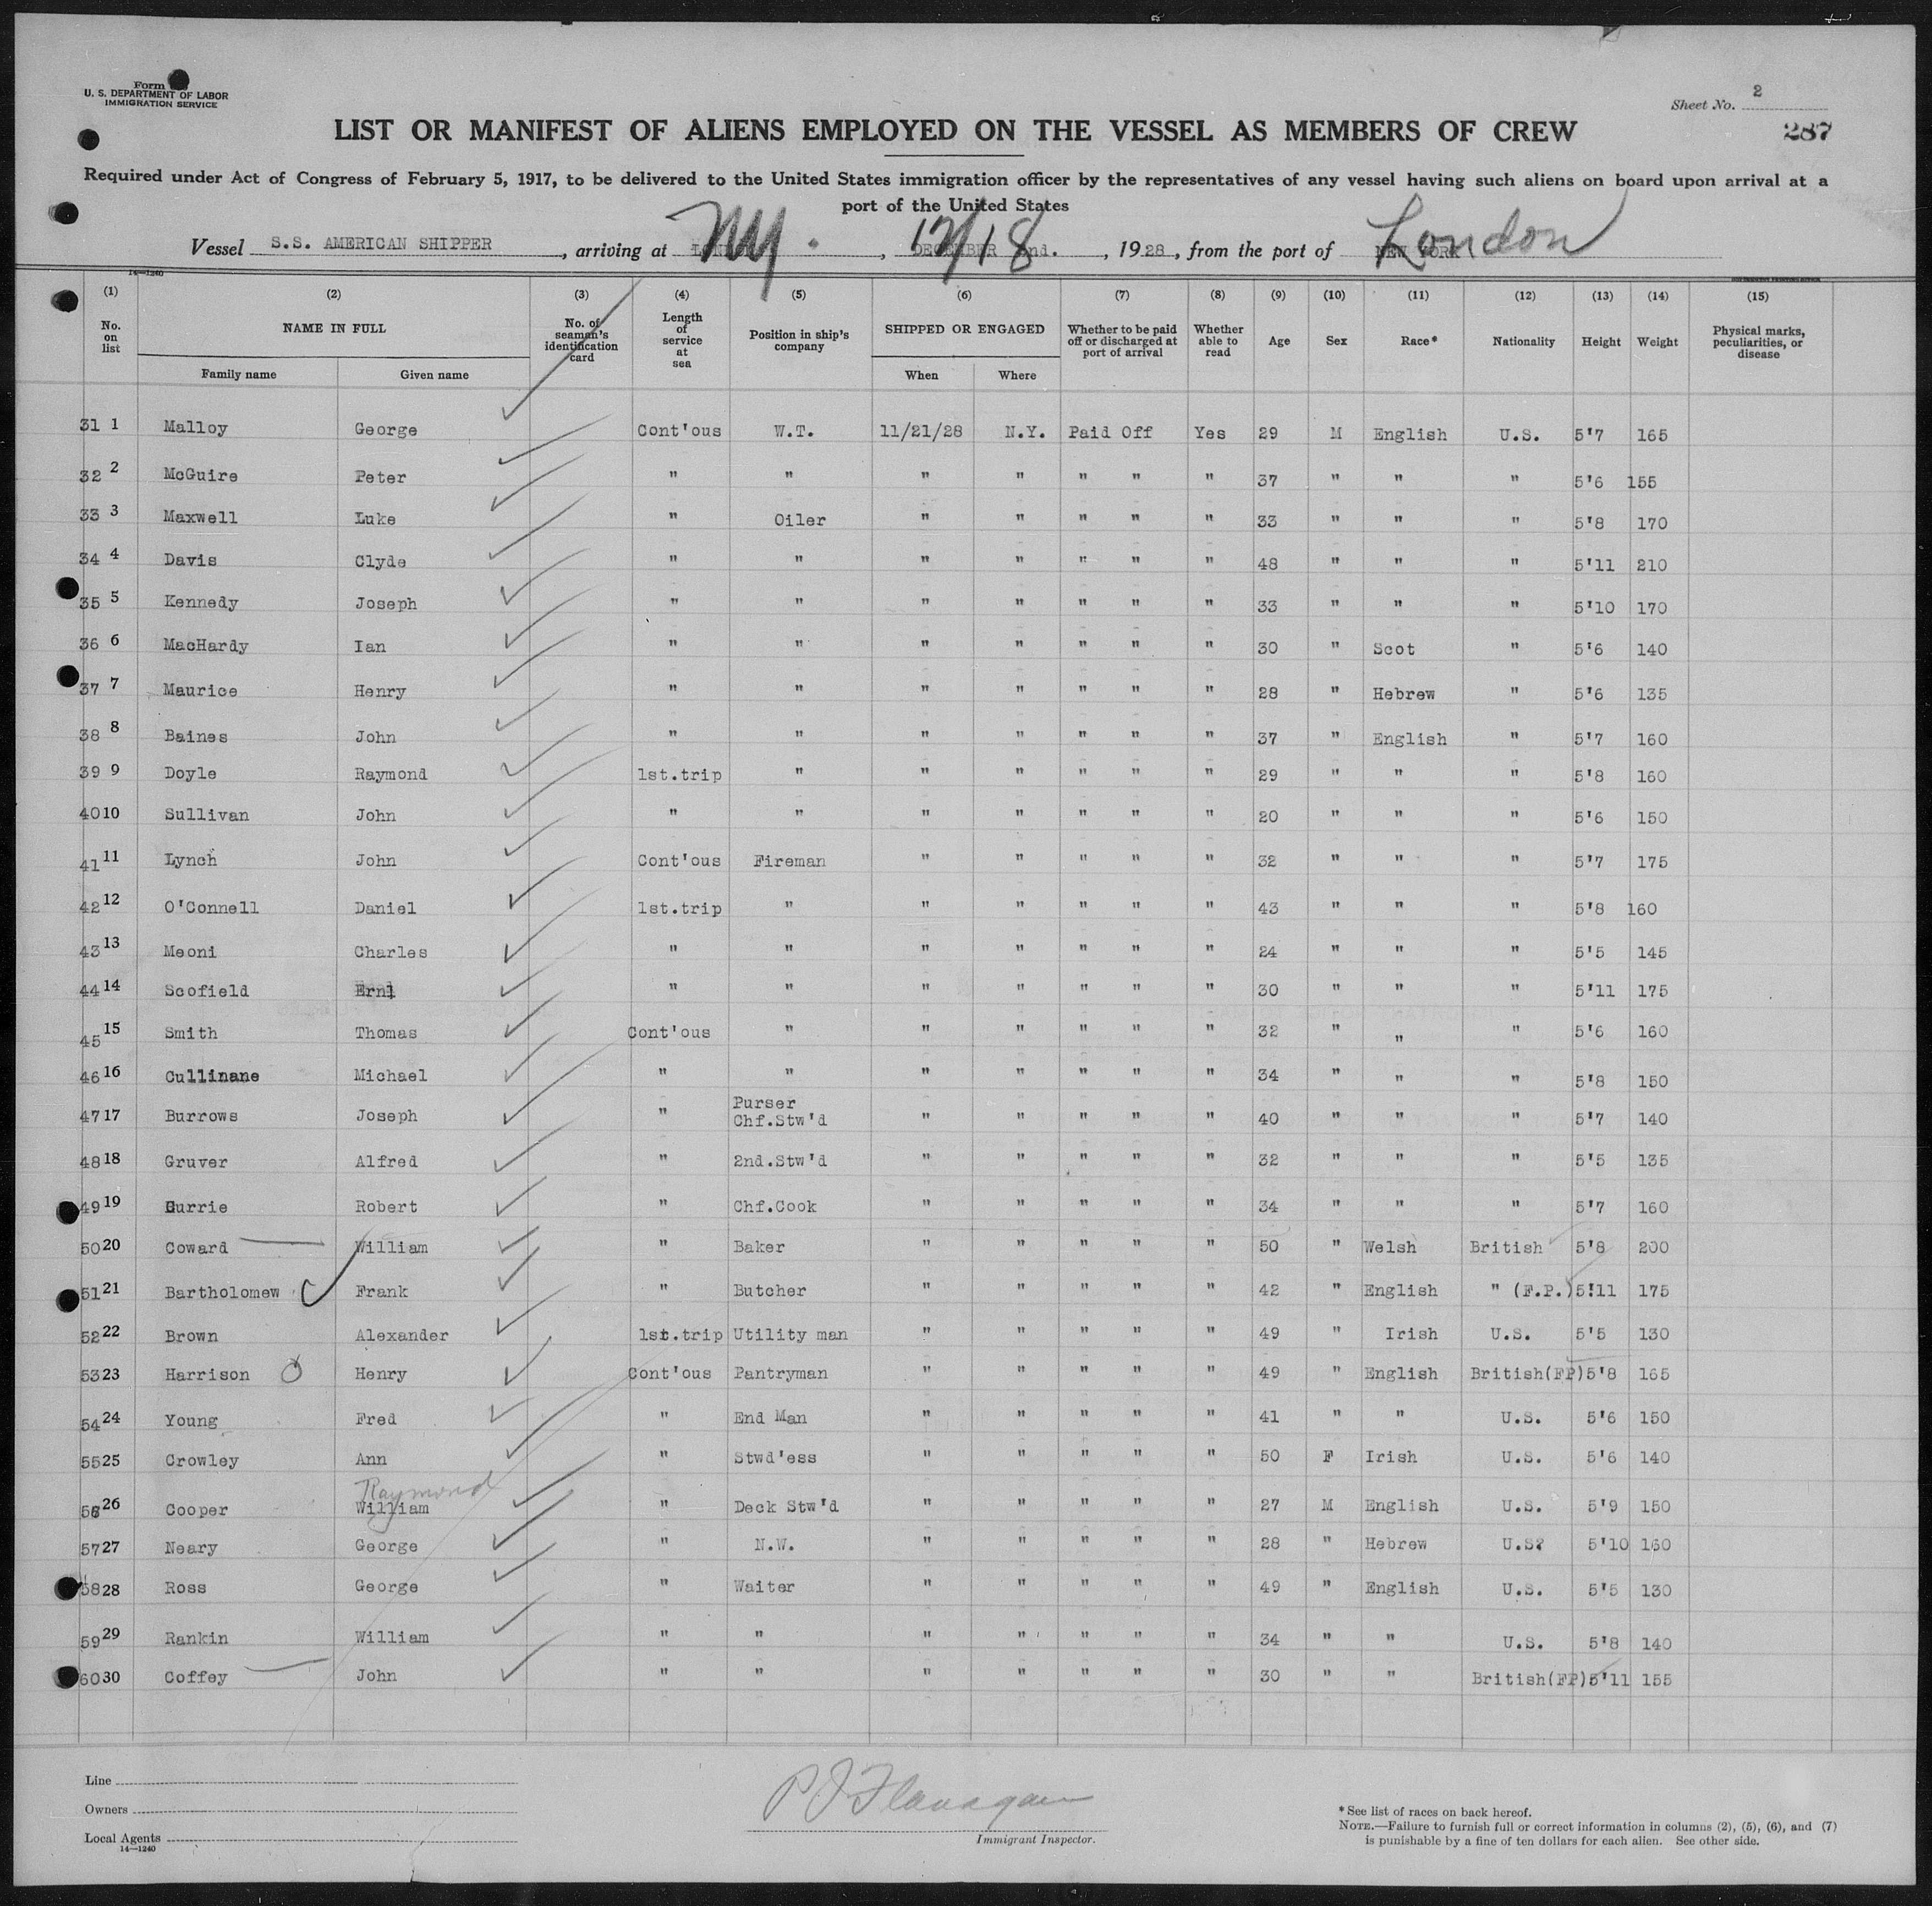 Form
U. S. DEPARTMENT OF LABOR
IMMIGRATION SERVICE
Sheet No. 2
287
LIST OR MANIFEST OF ALIENS EMPLOYED ON THE VESSEL AS MEMBERS OF CREW
Required under Act of Congress of February 5, 1917, to be delivered to the United States immigration officer by the representatives of any vessel having such aliens on board upon arrival at a
port of the United States
Vessel S.S. AMERICAN SHIPPER , arriving at NY. , 12/18 , 1928 , from the port of London
14—1240
(1) (2) (3) (4) (5) (6) (7) (8) (9) (10) (11) (12) (13) (14) (15)
No. on list NAME IN FULL No. of seaman's identification card Length of service at sea Position in ship's company SHIPPED OR ENGAGED Whether to be paid off or discharged at port of arrival Whether able to read Age Sex Race* Nationality Height Weight Physical marks, peculiarities, or disease
Family name Given name When Where
31 1 Malloy George Cont'ous W.T. 11/21/28 N.Y. Paid Off Yes 29 M English U.S. 5'7 165
32 2 McGuire Peter " " " " " " " 37 " " " 5'6 155
33 3 Maxwell Luke " Oiler " " " " " 33 " " " 5'8 170
34 4 Davis Clyde " " " " " " " 48 " " " 5'11 210
35 5 Kennedy Joseph " " " " " " " 33 " " " 5'10 170
36 6 MacHardy Ian " " " " " " " 30 " Scot " 5'6 140
37 7 Maurice Henry " " " " " " " 28 " Hebrew " 5'6 135
38 8 Baines John " " " " " " " 37 " English " 5'7 160
39 9 Doyle Raymond 1st.trip " " " " " " 29 " " " 5'8 160
40 10 Sullivan John " " " " " " " 20 " " " 5'6 150
41 11 Lynch John Cont'ous Fireman " " " " " 32 " " " 5'7 175
42 12 O'Connell Daniel 1st.trip " " " " " " 43 " " " 5'8 160
43 13 Meoni Charles " " " " " " " 24 " " " 5'5 145
44 14 Scofield " " " " " " " 30 " " " 5'11 175
45 15 Smith Thomas Cont'ous " " " " " " 32 " " " 5'6 160
46 16 Cullinane Michael " " " " " " " 34 " " " 5'8 150
47 17 Burrows Joseph " Purser Chf.Stw'd " " " " " 40 " " " 5'7 140
48 18 Gruver Alfred " 2nd.Stw'd " " " " " 32 " " " 5'5 135
49 19 Currie Robert " Chf.Cook " " " " " 34 " " " 5'7 160
50 20 Coward William " Baker " " " " " 50 " Welsh British 5'8 200
51 21 Bartholomew Frank " Butcher " " " " " 42 " English " (F.P.) 5'11 175
52 22 Brown Alexander 1st.trip Utility man " " " " " 49 " Irish U.S. 5'5 130
53 23 Harrison Henry Cont'ous Pantryman " " " " " 49 " English British(FP) 5'8 165
54 24 Young Fred " End Man " " " " " 41 " " U.S. 5'6 150
55 25 Crowley Ann " Stwd'ess " " " " " 50 F Irish U.S. 5'6 140
Raymond
56 26 Cooper William " Deck Stw'd " " " " " 27 M English U.S. 5'9 150
57 27 Neary George " N.W. " " " " " 28 " Hebrew U.S? 5'10 160
58 28 Ross George " Waiter " " " " " 49 " English U.S. 5'5 130
59 29 Rankin William " " " " " " " 34 " " U.S. 5'8 140
60 30 Coffey John " " " " " " " 30 " " British(FP) 5'11 155
Line
Owners
Local Agents
14—1240
P J Flanagan
Immigrant Inspector.
* See list of races on back hereof.
NOTE.—Failure to furnish full or correct information in columns (2), (5), (6), and (7)
is punishable by a fine of ten dollars for each alien. See other side.